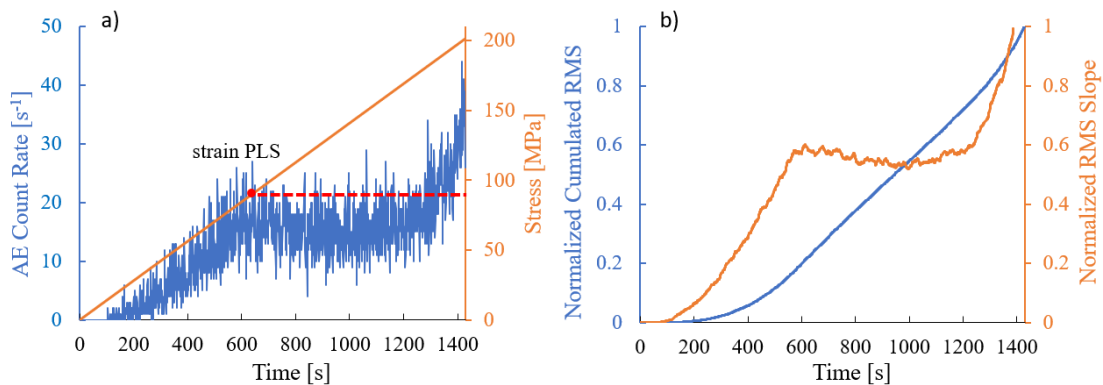 a)
50
40
30
20
10
0
AE Count Rate [s⁻¹]
strain PLS
200
150
100
50
0
Stress [MPa]
0 200 400 600 800 1000 1200 1400
Time [s]
b)
1
0.8
0.6
0.4
0.2
0
Normalized Cumulated RMS
1
0.8
0.6
0.4
0.2
0
Normalized RMS Slope
0 200 400 600 800 1000 1200 1400
Time [s]